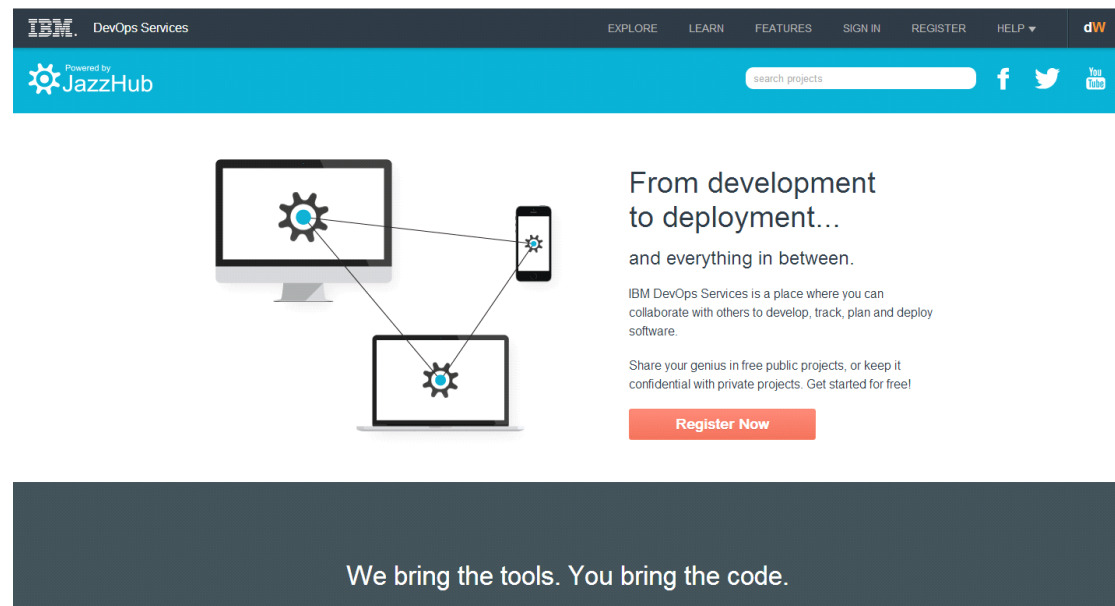 IBM. DevOps Services EXPLORE LEARN FEATURES SIGN IN REGISTER HELP dW
Powered by
JazzHub
search projects
f
You
Tube
From development
to deployment...
and everything in between.
IBM DevOps Services is a place where you can
collaborate with others to develop, track, plan and deploy
software.
Share your genius in free public projects, or keep it
confidential with private projects. Get started for free!
Register Now
We bring the tools. You bring the code.